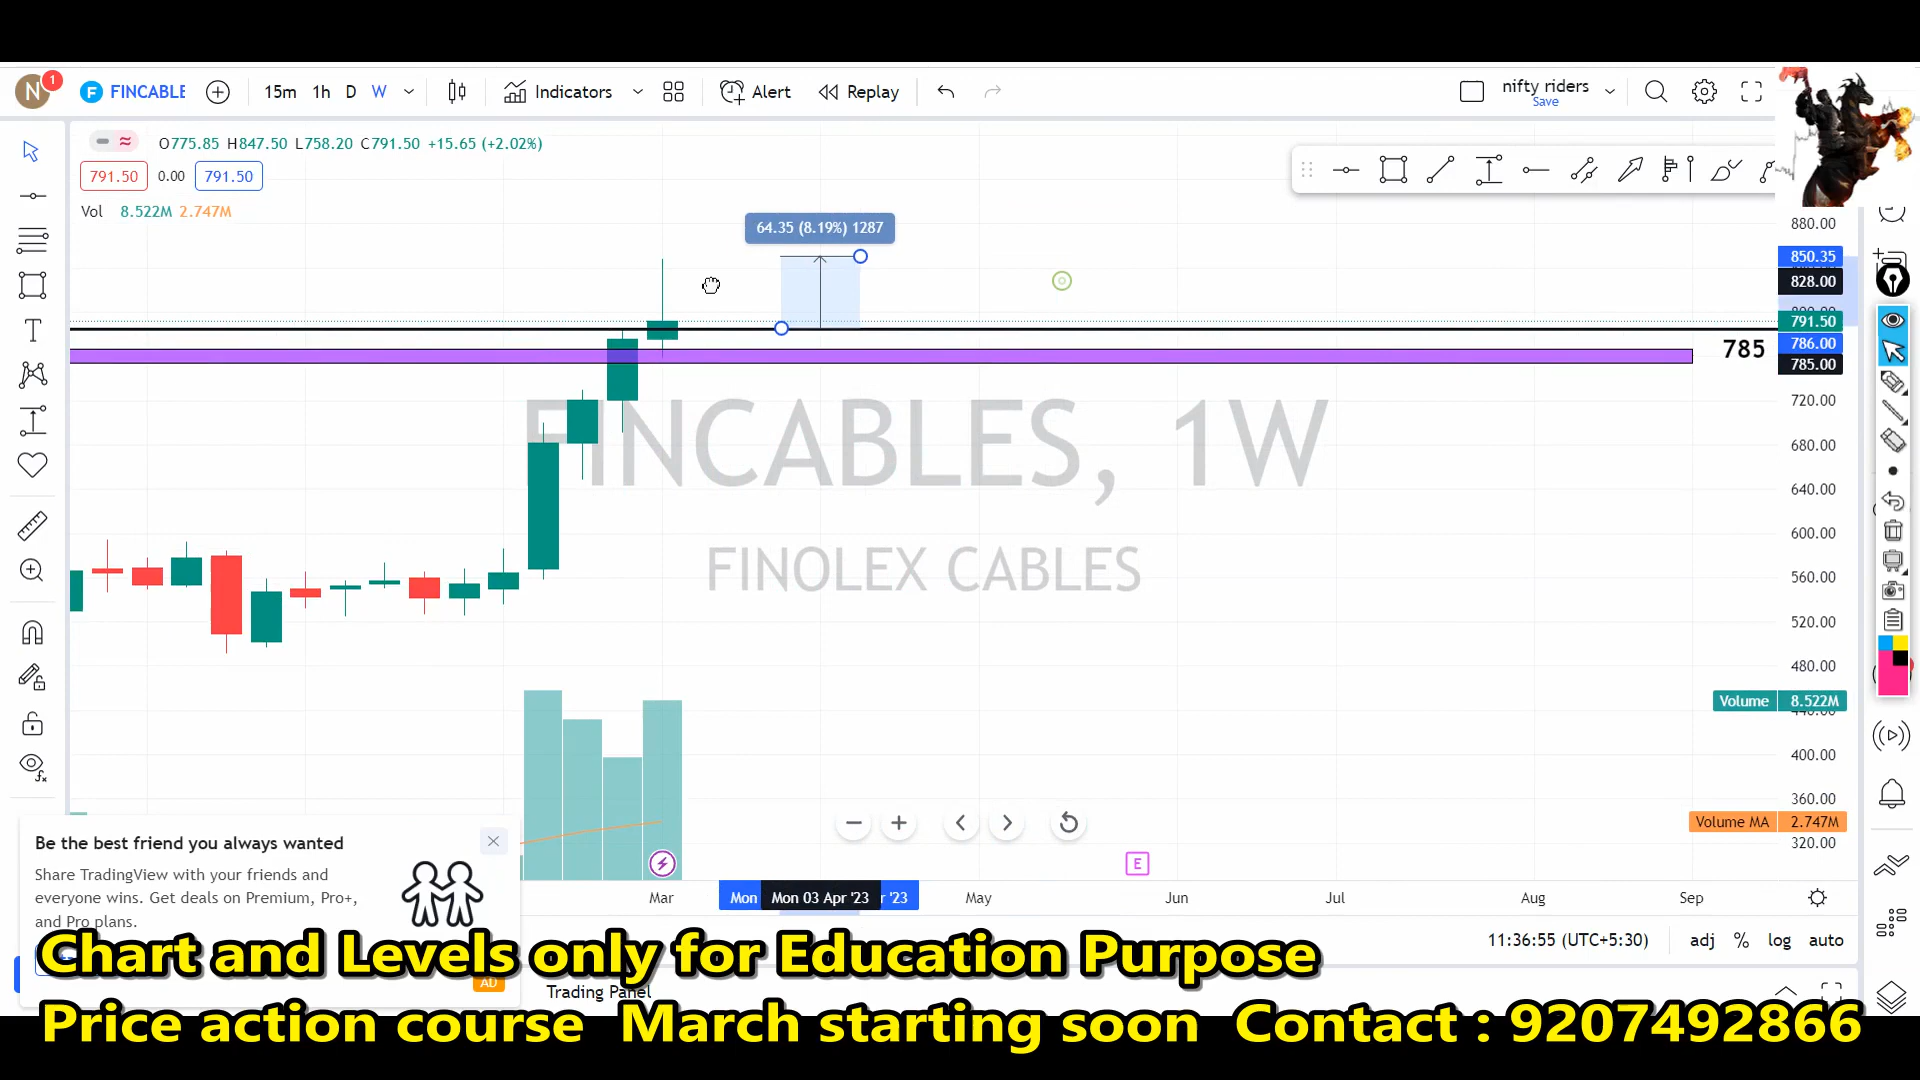 N 1 FINCABLE 15m 1h D W Indicators Alert Replay nifty riders
Save
O775.85 H847.50 L758.20 C791.50 +15.65 (+2.02%)
791.50 0.00 791.50
Vol 8.522M 2.747M
64.35 (8.19%) 1287
880.00
850.35
828.00
791.50
785 786.00
785.00
720.00
680.00
640.00
600.00
560.00
520.00
480.00
FINCABLES, 1W
FINOLEX CABLES
Volume 8.522M
400.00
360.00
Volume MA 2.747M
320.00
E
Mar Mon Mon 03 Apr '23 r '23 May Jun Jul Aug Sep
Be the best friend you always wanted
Share TradingView with your friends and
everyone wins. Get deals on Premium, Pro+,
and Pro plans.
AD
11:36:55 (UTC+5:30) adj % log auto
Trading Panel
Chart and Levels only for Education Purpose
Price action course March starting soon Contact : 9207492866